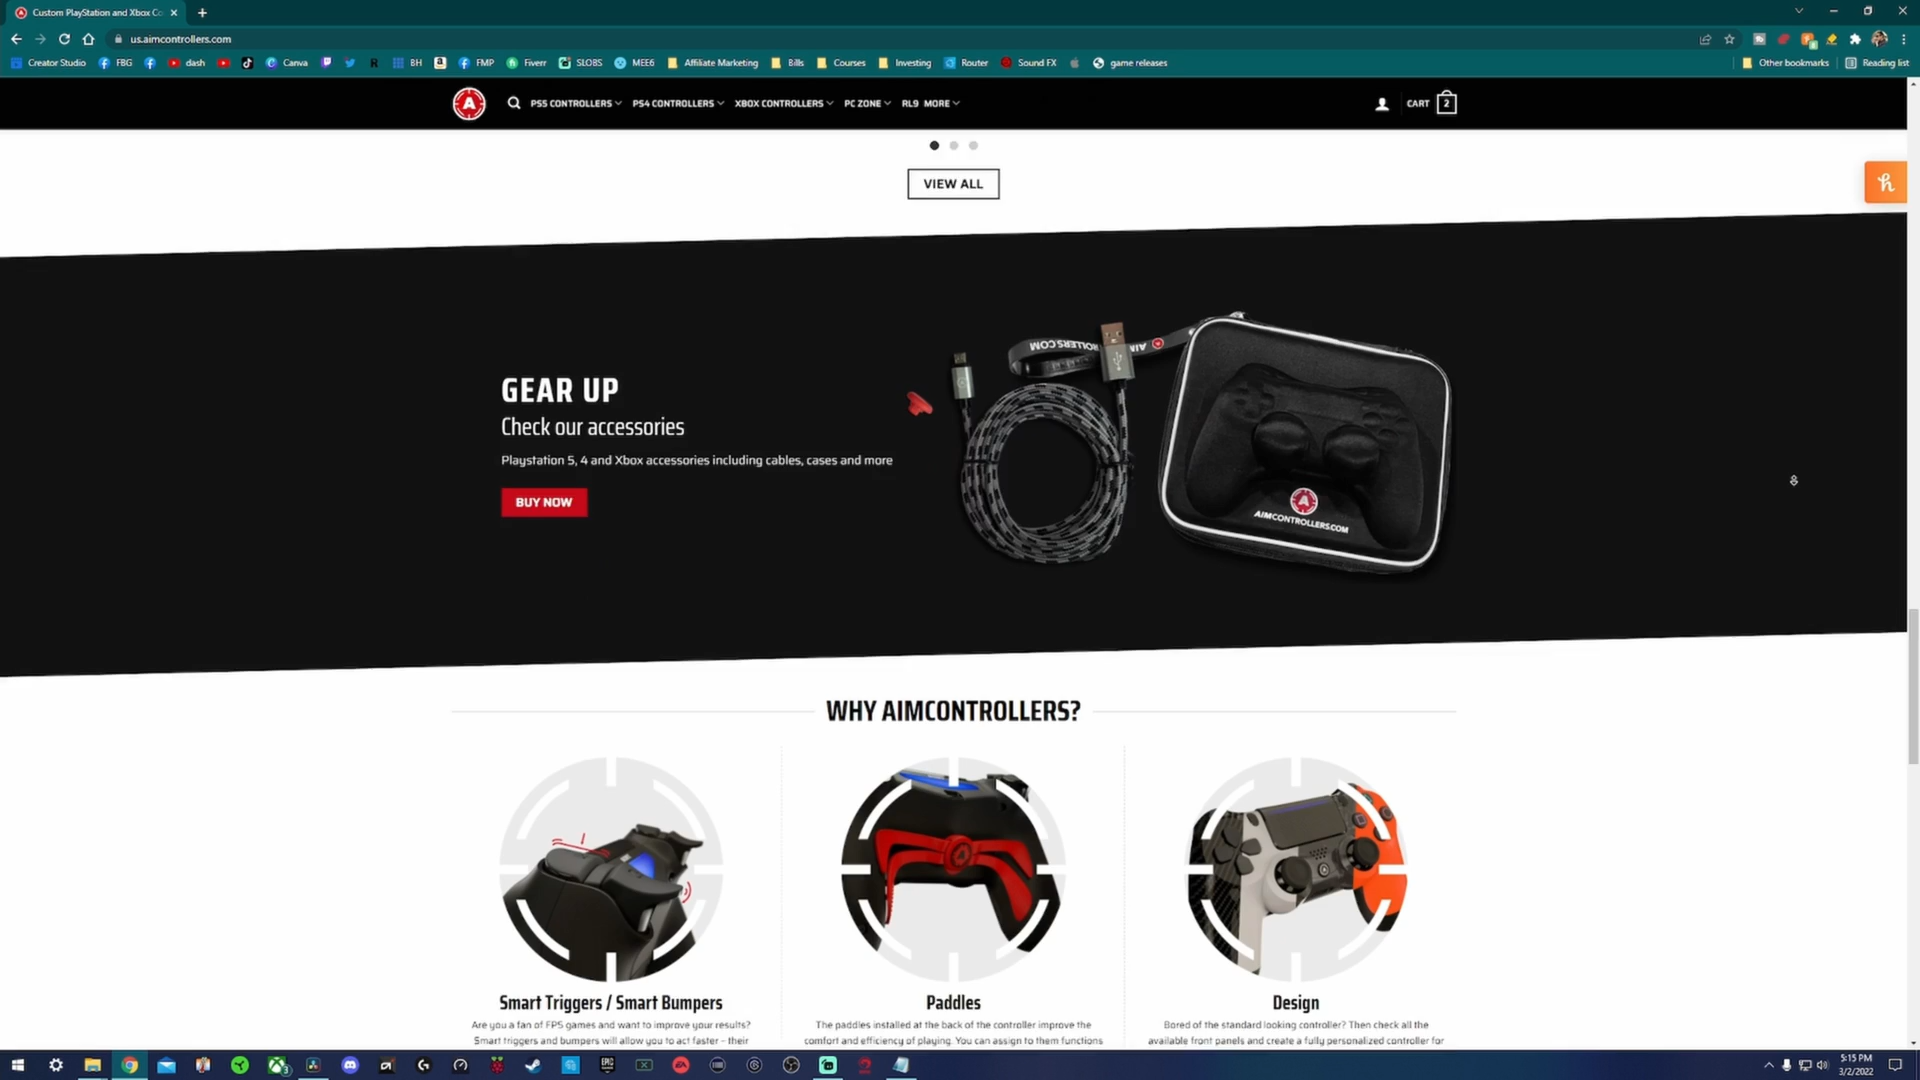 Custom PlayStation and Xbox Co
us.aimcontrollers.com
Creator Studio FBG dash Canva R BH FMP Fiverr SLOBS MEE6 Affiliate Marketing Bills Courses Investing Router Sound FX game releases Other bookmarks Reading list
A PS5 CONTROLLERS PS4 CONTROLLERS XBOX CONTROLLERS PC ZONE RL9 MORE CART 2
VIEW ALL
h
GEAR UP
Check our accessories
Playstation 5, 4 and Xbox accessories including cables, cases and more
BUY NOW
AIMCONTROLLERS.COM
WHY AIMCONTROLLERS?
Smart Triggers / Smart Bumpers
Are you a fan of FPS games and want to improve your results?
Smart triggers and bumpers will allow you to act faster - their
Paddles
The paddles installed at the back of the controller improve the
comfort and efficiency of playing. You can assign to them functions
Design
Bored of the standard looking controller? Then check all the
available front panels and create a fully personalized controller for
5:15 PM
3/2/2022